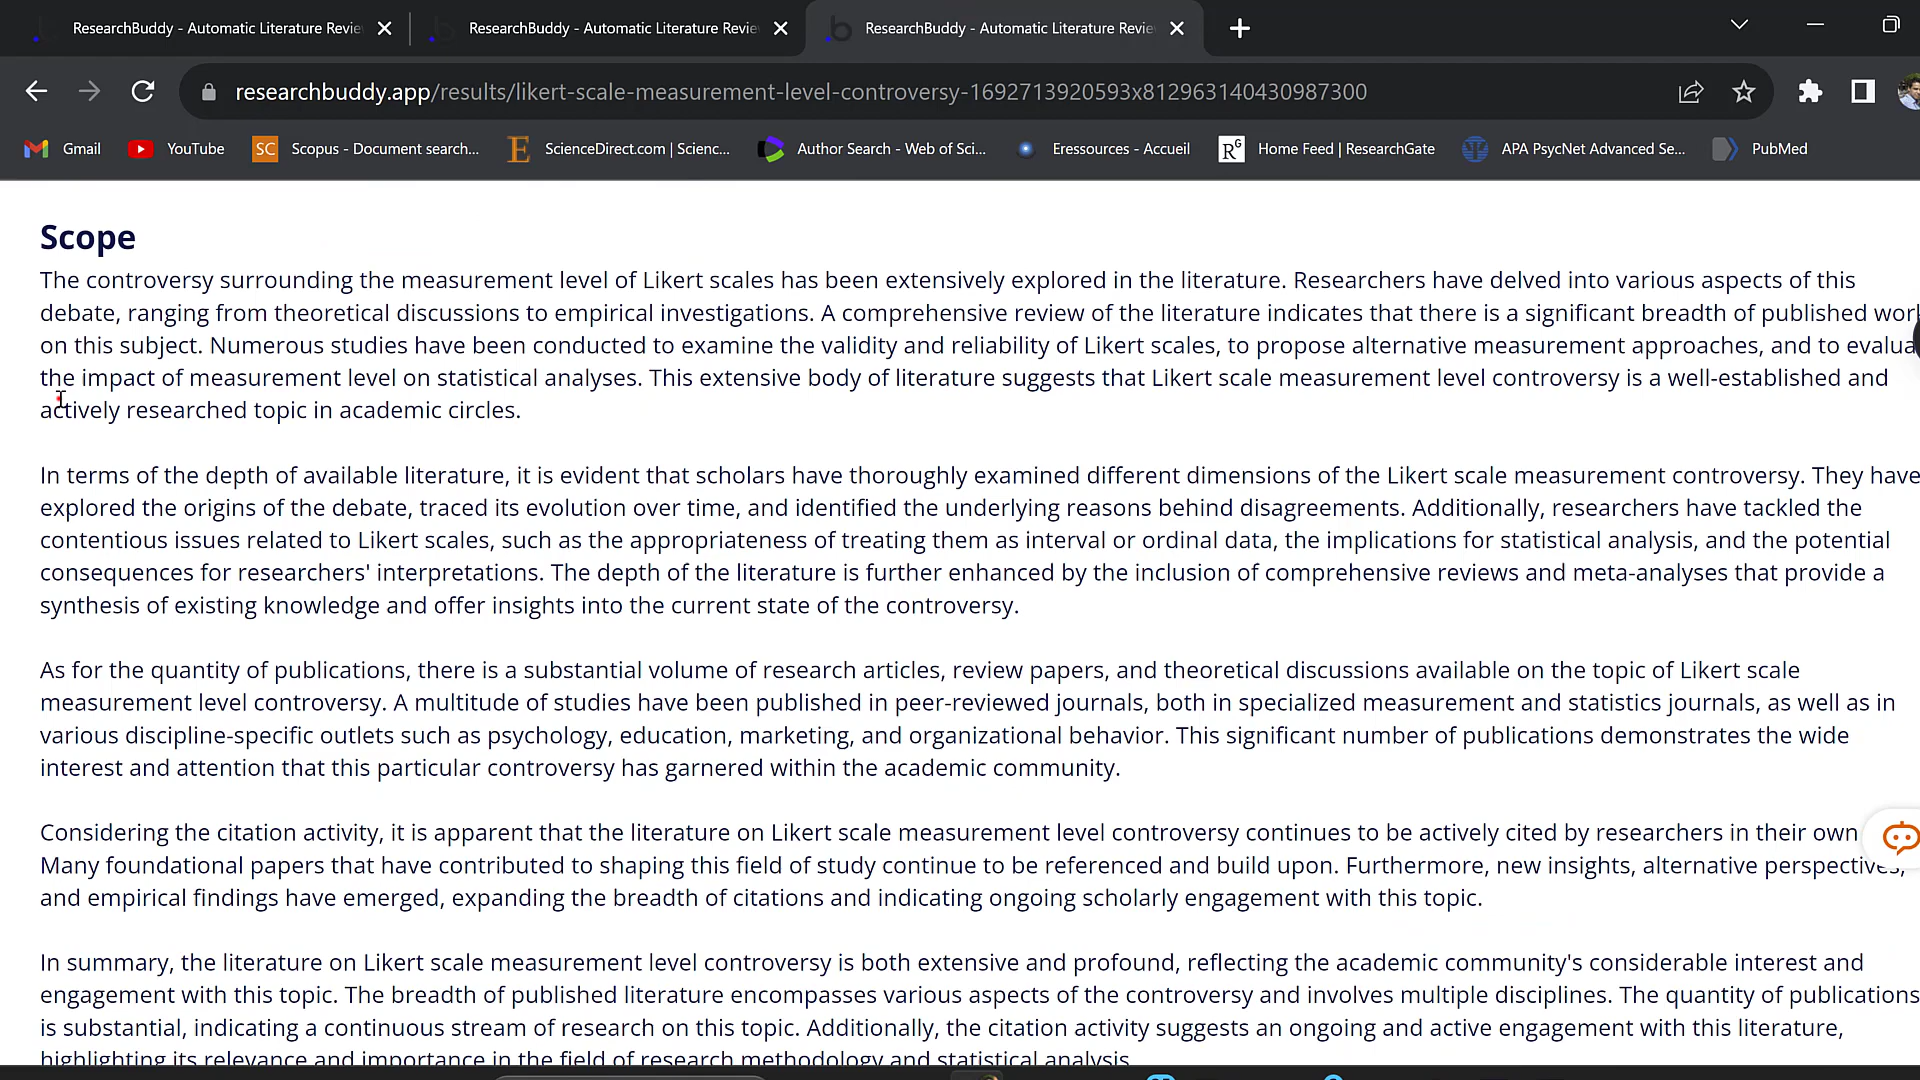 ResearchBuddy - Automatic Literature Revie
ResearchBuddy - Automatic Literature Revie
ResearchBuddy - Automatic Literature Revie
researchbuddy.app/results/likert-scale-measurement-level-controversy-1692713920593x812963140430987300
Gmail
YouTube
SC Scopus - Document search...
E ScienceDirect.com | Scienc...
Author Search - Web of Sci...
Eressources - Accueil
RG Home Feed | ResearchGate
APA PsycNet Advanced Se...
PubMed
Scope
The controversy surrounding the measurement level of Likert scales has been extensively explored in the literature. Researchers have delved into various aspects of this
debate, ranging from theoretical discussions to empirical investigations. A comprehensive review of the literature indicates that there is a significant breadth of published wor
on this subject. Numerous studies have been conducted to examine the validity and reliability of Likert scales, to propose alternative measurement approaches, and to evalua
the impact of measurement level on statistical analyses. This extensive body of literature suggests that Likert scale measurement level controversy is a well-established and
actively researched topic in academic circles.
In terms of the depth of available literature, it is evident that scholars have thoroughly examined different dimensions of the Likert scale measurement controversy. They have
explored the origins of the debate, traced its evolution over time, and identified the underlying reasons behind disagreements. Additionally, researchers have tackled the
contentious issues related to Likert scales, such as the appropriateness of treating them as interval or ordinal data, the implications for statistical analysis, and the potential
consequences for researchers' interpretations. The depth of the literature is further enhanced by the inclusion of comprehensive reviews and meta-analyses that provide a
synthesis of existing knowledge and offer insights into the current state of the controversy.
As for the quantity of publications, there is a substantial volume of research articles, review papers, and theoretical discussions available on the topic of Likert scale
measurement level controversy. A multitude of studies have been published in peer-reviewed journals, both in specialized measurement and statistics journals, as well as in
various discipline-specific outlets such as psychology, education, marketing, and organizational behavior. This significant number of publications demonstrates the wide
interest and attention that this particular controversy has garnered within the academic community.
Considering the citation activity, it is apparent that the literature on Likert scale measurement level controversy continues to be actively cited by researchers in their own
Many foundational papers that have contributed to shaping this field of study continue to be referenced and build upon. Furthermore, new insights, alternative perspectives,
and empirical findings have emerged, expanding the breadth of citations and indicating ongoing scholarly engagement with this topic.
In summary, the literature on Likert scale measurement level controversy is both extensive and profound, reflecting the academic community's considerable interest and
engagement with this topic. The breadth of published literature encompasses various aspects of the controversy and involves multiple disciplines. The quantity of publications
is substantial, indicating a continuous stream of research on this topic. Additionally, the citation activity suggests an ongoing and active engagement with this literature,
highlighting its relevance and importance in the field of research methodology and statistical analysis.